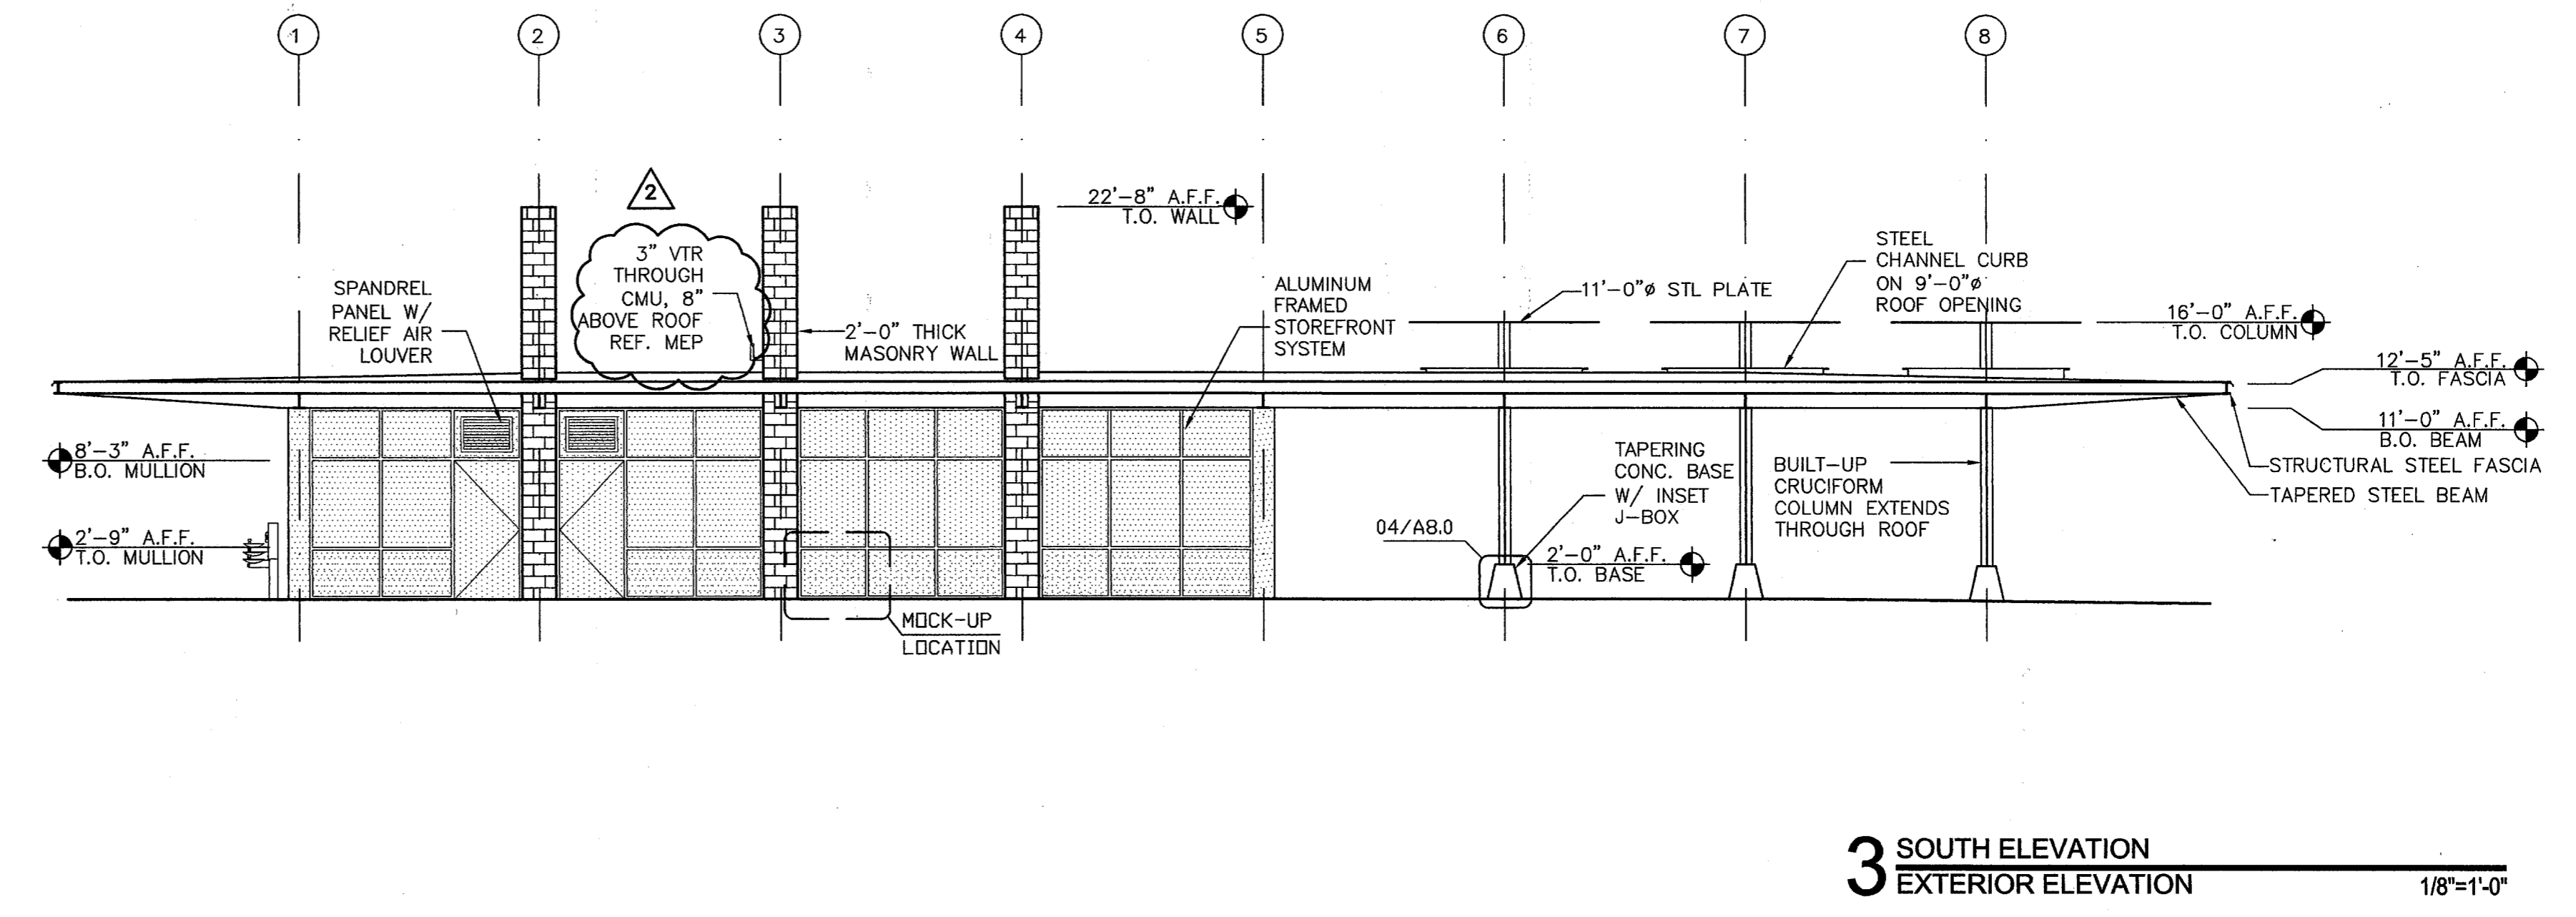 1
2
3
4
5
6
7
8
2
3" VTR
THROUGH
CMU, 8"
ABOVE ROOF
REF. MEP
SPANDREL
PANEL W/
RELIEF AIR
LOUVER
2'-0" THICK
MASONRY WALL
22'-8" A.F.F.
T.O. WALL
ALUMINUM
FRAMED
STOREFRONT
SYSTEM
11'-0"ø STL PLATE
STEEL
CHANNEL CURB
ON 9'-0"ø
ROOF OPENING
16'-0" A.F.F.
T.O. COLUMN
12'-5" A.F.F.
T.O. FASCIA
11'-0" A.F.F.
B.O. BEAM
STRUCTURAL STEEL FASCIA
TAPERED STEEL BEAM
8'-3" A.F.F.
B.O. MULLION
2'-9" A.F.F.
T.O. MULLION
TAPERING
CONC. BASE
W/ INSET
J-BOX
04/A8.0
2'-0" A.F.F.
T.O. BASE
BUILT-UP
CRUCIFORM
COLUMN EXTENDS
THROUGH ROOF
MOCK-UP
LOCATION
3 SOUTH ELEVATION
EXTERIOR ELEVATION 1/8"=1'-0"